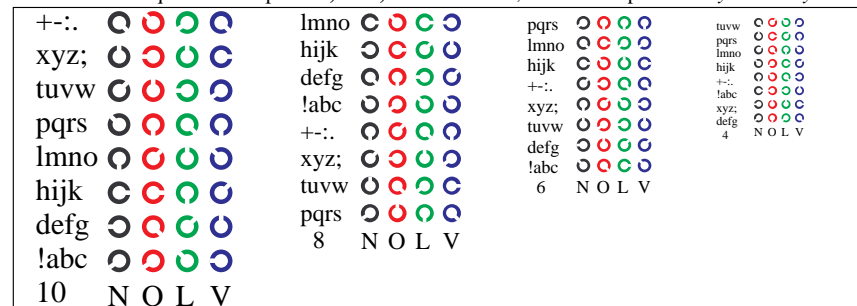 +-:.
xyz;
tuvw
pqrs
lmno
hijk
defg
!abc
10 N O L V
lmno
hijk
defg
!abc
+-:.
xyz;
tuvw
pqrs
8 N O L V
pqrs
lmno
hijk
+-:.
xyz;
tuvw
defg
!abc
6 N O L V
tuvw
pqrs
lmno
hijk
+-:.
!abc
xyz;
defg
4 N O L V